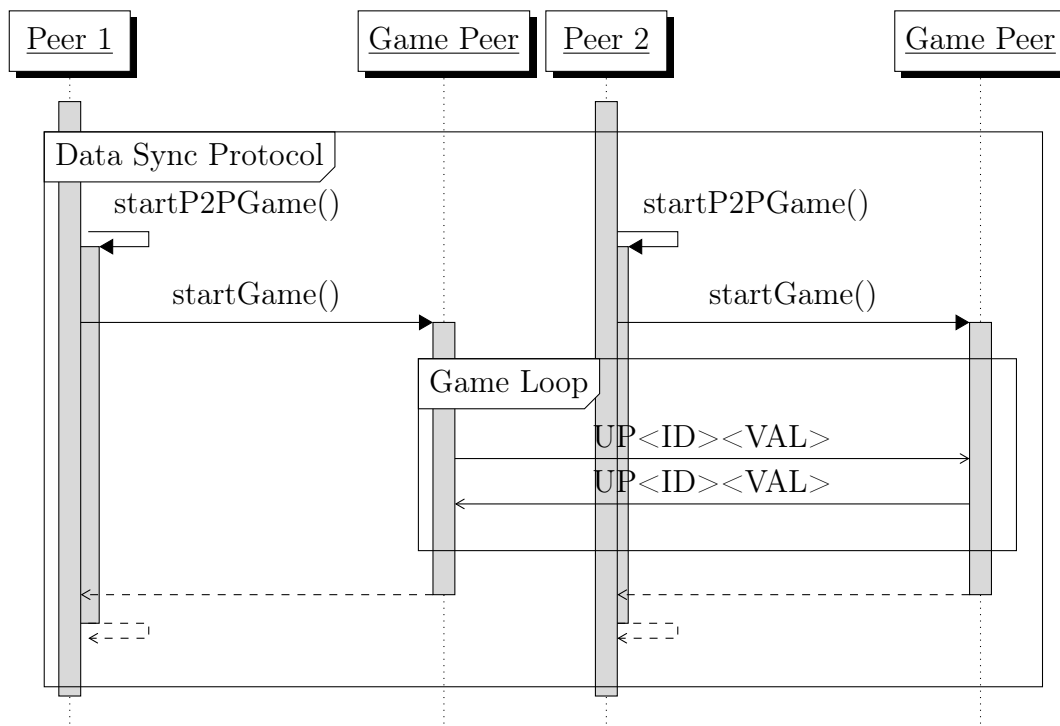 Peer 1
Game Peer
Peer 2
Game Peer
Data Sync Protocol
startP2PGame()
startP2PGame()
startGame()
startGame()
Game Loop
UP<ID><VAL>
UP<ID><VAL>